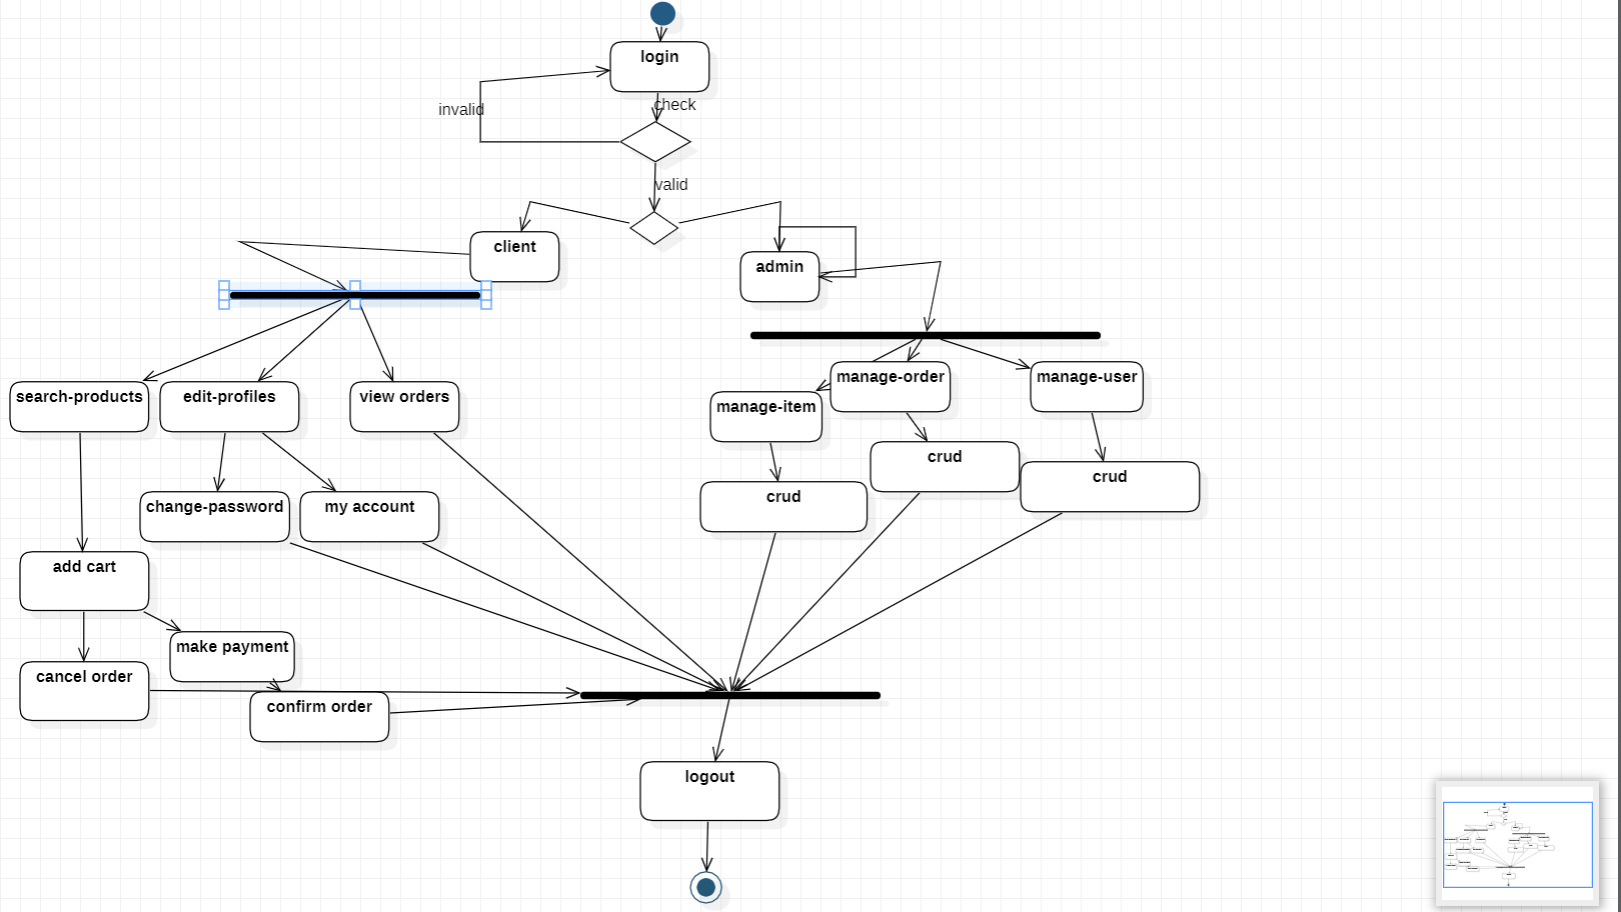 login
check
invalid
valid
client
admin
search-products
edit-profiles
view orders
manage-item
manage-order
manage-user
crud
crud
crud
change-password
my account
add cart
make payment
cancel order
confirm order
logout